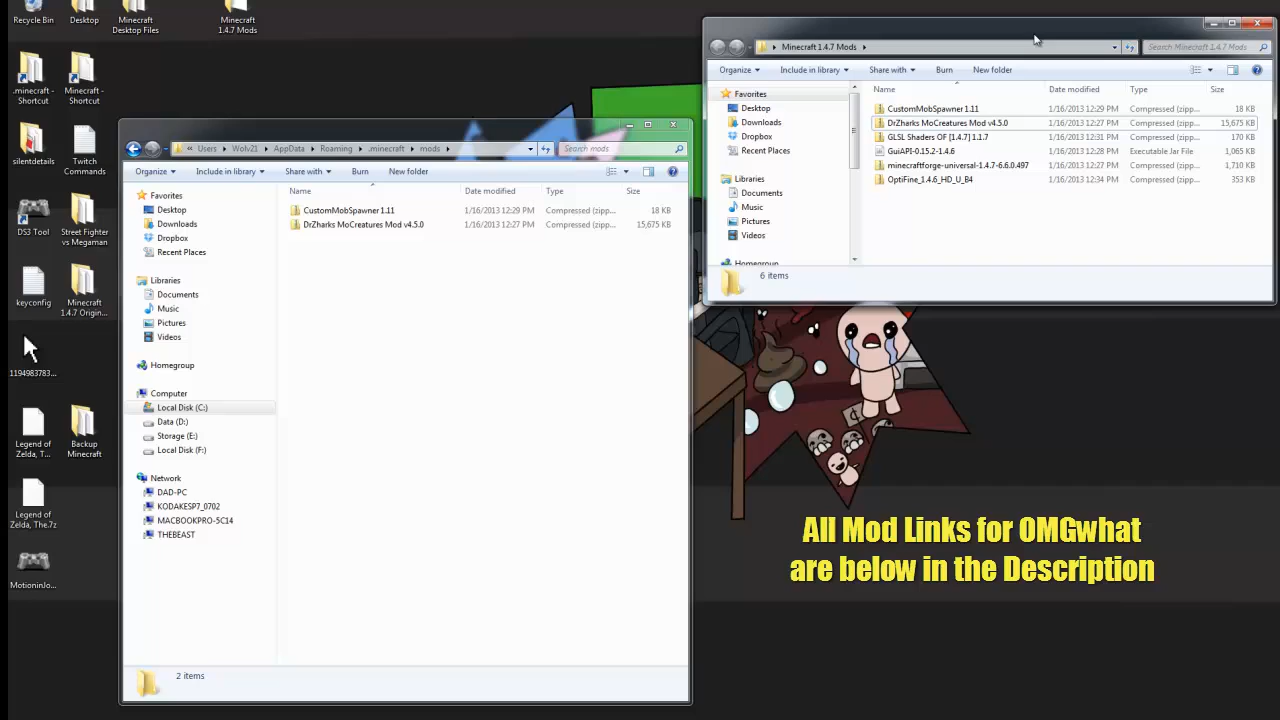 Recycle Bin
Desktop
Minecraft
Desktop Files
Minecraft
1.4.7 Mods
.minecraft -
Shortcut
Minecraft -
Shortcut
silentdetails
Twitch
Commands
DS3 Tool
Street Fighter
vs Megaman
keyconfig
Minecraft
1.4.7 Origin...
1194983783...
Legend of
Zelda, T...
Backup
Minecraft
Legend of
Zelda, The.7z
MotioninJo...
« Users Wolv21 AppData Roaming .minecraft mods
Search mods
Organize Include in library Share with Burn New folder
Favorites
Desktop
Downloads
Dropbox
Recent Places
Libraries
Documents
Music
Pictures
Videos
Homegroup
Computer
Local Disk (C:)
Data (D:)
Storage (E:)
Local Disk (F:)
Network
DAD-PC
KODAKESP7_0702
MACBOOKPRO-5C14
THEBEAST
Name Date modified Type Size
CustomMobSpawner 1.11 1/16/2013 12:29 PM Compressed (zipp... 18 KB
DrZharks MoCreatures Mod v4.5.0 1/16/2013 12:27 PM Compressed (zipp... 15,675 KB
2 items
Minecraft 1.4.7 Mods
Search Minecraft 1.4.7 Mods
Organize Include in library Share with Burn New folder
Favorites
Desktop
Downloads
Dropbox
Recent Places
Libraries
Documents
Music
Pictures
Videos
Homegroup
Name Date modified Type Size
CustomMobSpawner 1.11 1/16/2013 12:29 PM Compressed (zipp... 18 KB
DrZharks MoCreatures Mod v4.5.0 1/16/2013 12:27 PM Compressed (zipp... 15,675 KB
GLSL Shaders OF [1.4.7] 1.1.7 1/16/2013 12:31 PM Compressed (zipp... 170 KB
GuiAPI-0.15.2-1.4.6 1/16/2013 12:28 PM Executable Jar File 1,065 KB
minecraftforge-universal-1.4.7-6.6.0.497 1/16/2013 12:27 PM Compressed (zipp... 1,710 KB
OptiFine_1.4.6_HD_U_B4 1/16/2013 12:34 PM Compressed (zipp... 353 KB
6 items
All Mod Links for OMGwhat
are below in the Description